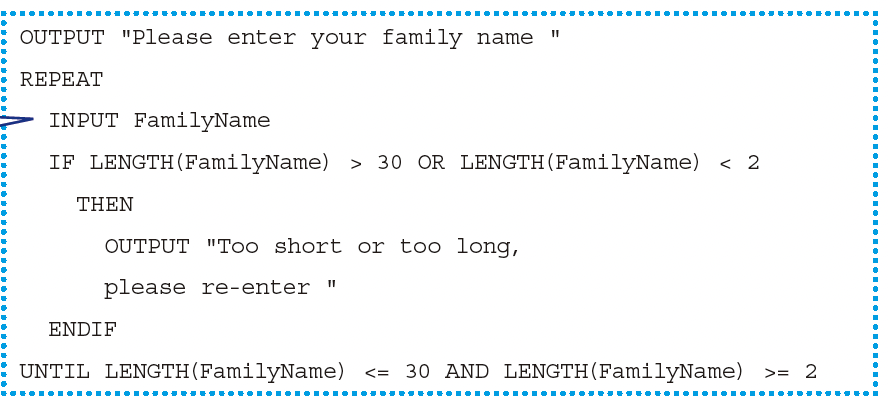 OUTPUT "Please enter your family name "
REPEAT
INPUT FamilyName
IF LENGTH(FamilyName) > 30 OR LENGTH(FamilyName) < 2
THEN
OUTPUT "Too short or too long,
please re-enter "
ENDIF
UNTIL LENGTH(FamilyName) <= 30 AND LENGTH(FamilyName) >= 2